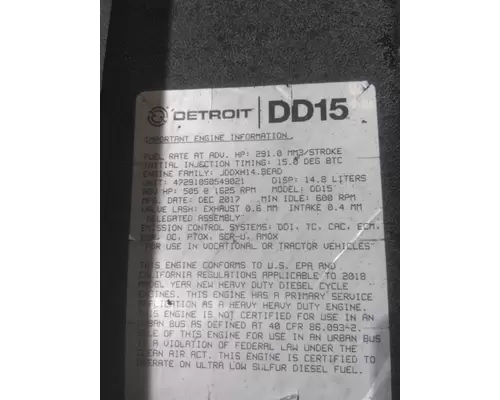 DETROIT DD15
IMPORTANT ENGINE INFORMATION
FUEL RATE AT ADV. HP: 291.0 MM3/STROKE
INITIAL INJECTION TIMING: 15.0 DEG BTC
ENGINE FAMILY: JDDXH14.8EAD DISP: 14.8 LITERS
UNIT: 472910S0549021 MODEL: DD15
ADV HP: 505 @ 1625 RPM MIN IDLE: 600 RPM
MFG. DATE: DEC 2017 INTAKE 0.4 MM
VALVE LASH: EXHAUST 0.6 MM
DELEGATED ASSEMBLY
EMISSION CONTROL SYSTEMS: DDI, TC, CAC, ECM,
EGR, OC, PTOX, SCR-U, AMOX
FOR USE IN VOCATIONAL OR TRACTOR VEHICLES
THIS ENGINE CONFORMS TO U.S. EPA AND
CALIFORNIA REGULATIONS APPLICABLE TO 2018
MODEL YEAR NEW HEAVY DUTY DIESEL CYCLE
ENGINES. THIS ENGINE HAS A PRIMARY SERVICE
APPLICATION AS A HEAVY HEAVY DUTY ENGINE.
THIS ENGINE IS NOT CERTIFIED FOR USE IN AN
URBAN BUS AS DEFINED AT 40 CFR 86.093-2.
SALE OF THIS ENGINE FOR USE IN AN URBAN BUS
IS A VIOLATION OF FEDERAL LAW UNDER THE
CLEAN AIR ACT. THIS ENGINE IS CERTIFIED TO
OPERATE ON ULTRA LOW SULFUR DIESEL FUEL.